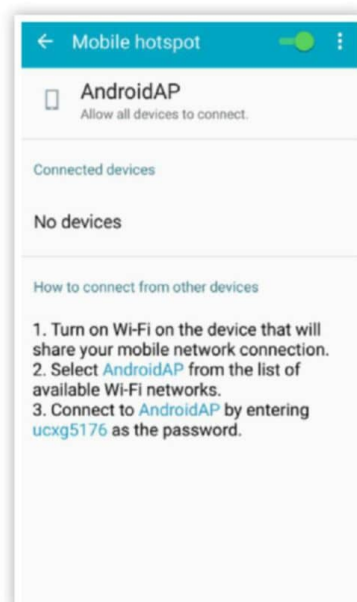 Mobile hotspot
AndroidAP
Allow all devices to connect.
Connected devices
No devices
How to connect from other devices
1. Turn on Wi-Fi on the device that will
share your mobile network connection.
2. Select AndroidAP from the list of
available Wi-Fi networks.
3. Connect to AndroidAP by entering
ucxg5176 as the password.